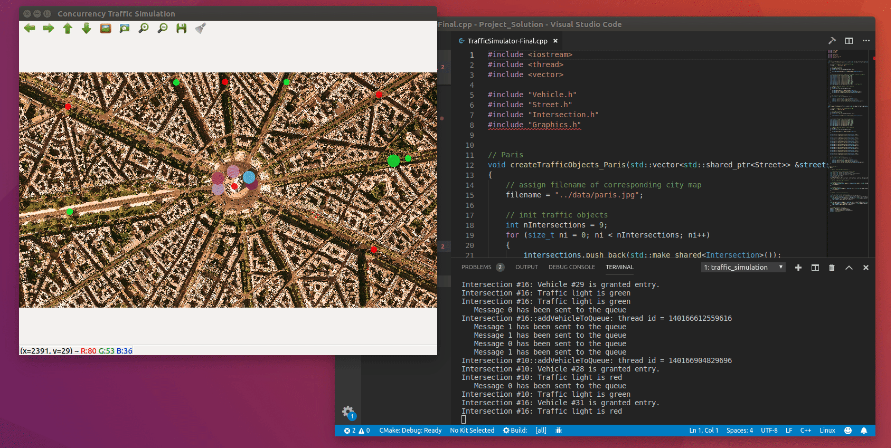 Concurrency Traffic Simulation
(x=2391, y=29) ~ R:80 G:53 B:36
Final.cpp - Project_Solution - Visual Studio Code
TrafficSimulator-Final.cpp
1 #include <iostream>
2 #include <thread>
3 #include <vector>
4
5 #include "Vehicle.h"
6 #include "Street.h"
7 #include "Intersection.h"
8 #include "Graphics.h"
9
10
11 // Paris
12 void createTrafficObjects_Paris(std::vector<std::shared_ptr<Street>> &street
13 {
14 // assign filename of corresponding city map
15 filename = "../data/paris.jpg";
16
17 // init traffic objects
18 int nIntersections = 9;
19 for (size_t ni = 0; ni < nIntersections; ni++)
20 {
21 intersections.push_back(std::make_shared<Intersection>());
PROBLEMS 2 OUTPUT DEBUG CONSOLE TERMINAL 1: traffic_simulation
Intersection #16: Vehicle #29 is granted entry.
Intersection #16: Traffic light is green
Intersection #16: Traffic light is green
Message 0 has been sent to the queue
Intersection #16::addVehicleToQueue: thread id = 140166612559616
Message 1 has been sent to the queue
Message 1 has been sent to the queue
Message 0 has been sent to the queue
Message 1 has been sent to the queue
Intersection #10::addVehicleToQueue: thread id = 140166904829696
Intersection #10: Vehicle #28 is granted entry.
Intersection #10: Traffic light is red
Message 0 has been sent to the queue
Intersection #10: Traffic light is green
Intersection #16: Vehicle #31 is granted entry.
Intersection #16: Traffic light is red
1
2 0 CMake: Debug: Ready No Kit Selected Build: [all] Ln 1, Col 1 Spaces: 4 UTF-8 LF C++ Linux